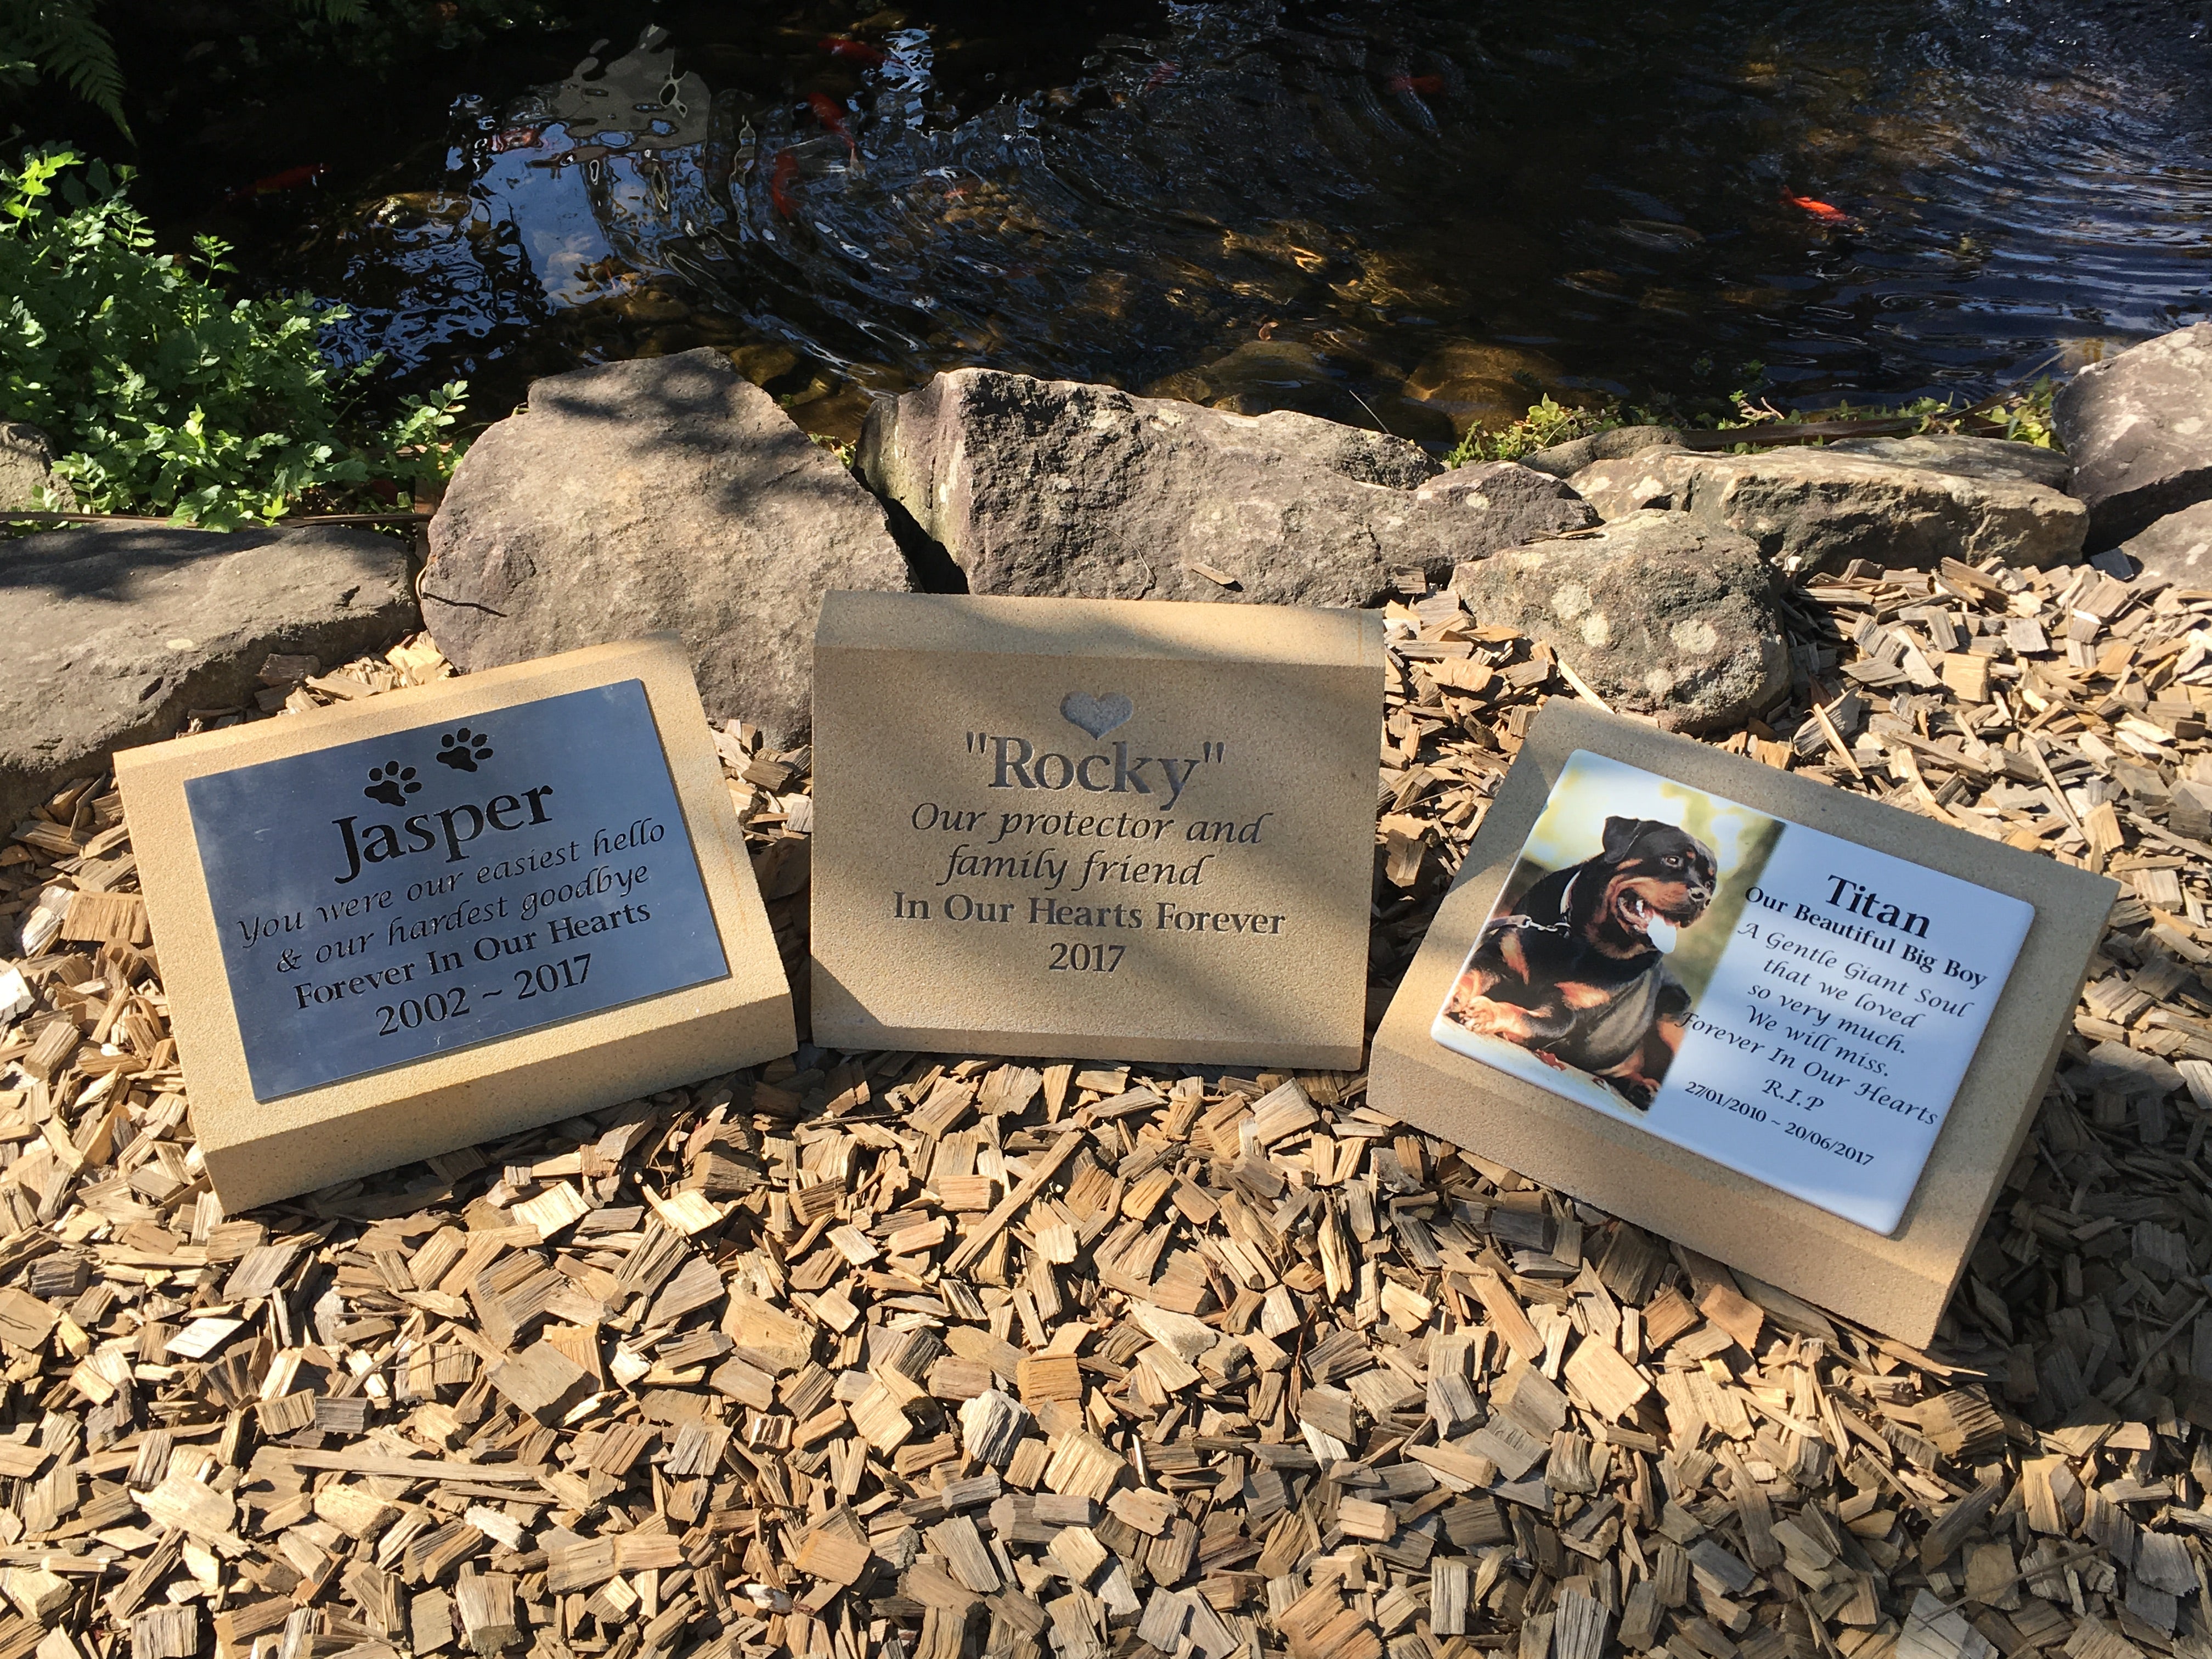 Jasper
You were our easiest hello
& our hardest goodbye
Forever In Our Hearts
2002 ~ 2017
"Rocky"
Our protector and
family friend
In Our Hearts Forever
2017
Titan
Our Beautiful Big Boy
A Gentle Giant Soul
that we loved
so very much.
We will miss.
Forever In Our Hearts
R.I.P
27/01/2010 ~ 20/06/2017